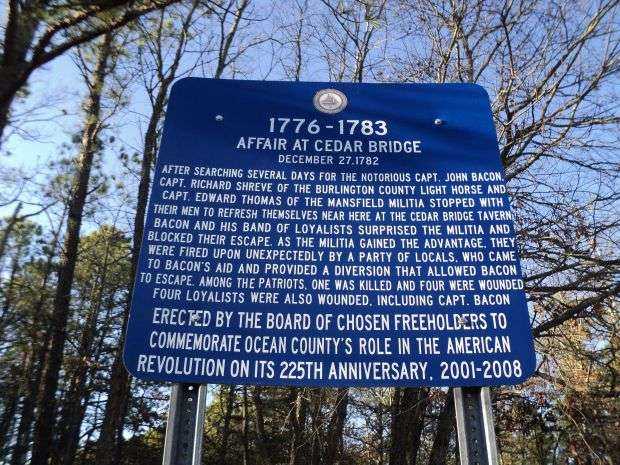 1776-1783
AFFAIR AT CEDAR BRIDGE
DECEMBER 27,1782
AFTER SEARCHING SEVERAL DAYS FOR THE NOTORIOUS CAPT. JOHN BACON,
CAPT. RICHARD SHREVE OF THE BURLINGTON COUNTY LIGHT HORSE AND
CAPT. EDWARD THOMAS OF THE MANSFIELD MILITIA STOPPED WITH
THEIR MEN TO REFRESH THEMSELVES NEAR HERE AT THE CEDAR BRIDGE TAVERN.
BACON AND HIS BAND OF LOYALISTS SURPRISED THE MILITIA AND
BLOCKED THEIR ESCAPE. AS THE MILITIA GAINED THE ADVANTAGE, THEY
WERE FIRED UPON UNEXPECTEDLY BY A PARTY OF LOCALS, WHO CAME
TO BACON'S AID AND PROVIDED A DIVERSION THAT ALLOWED BACON
TO ESCAPE. AMONG THE PATRIOTS, ONE WAS KILLED AND FOUR WERE WOUNDED
FOUR LOYALISTS WERE ALSO WOUNDED, INCLUDING CAPT. BACON
ERECTED BY THE BOARD OF CHOSEN FREEHOLDERS TO
COMMEMORATE OCEAN COUNTY'S ROLE IN THE AMERICAN
REVOLUTION ON ITS 225TH ANNIVERSARY, 2001-2008